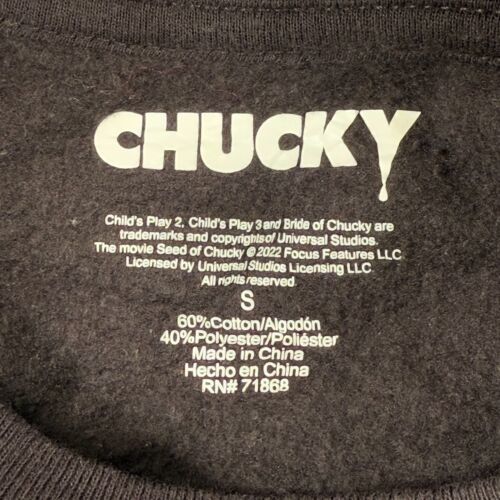 CHUCKY
Child's Play 2, Child's Play 3 and Bride of Chucky are
trademarks and copyrights of Universal Studios.
The movie Seed of Chucky © 2022 Focus Features LLC
Licensed by Universal Studios Licensing LLC
All rights reserved.
S
60%Cotton/Algodón
40%Polyester/Poliéster
Made in China
Hecho en China
RN# 71868